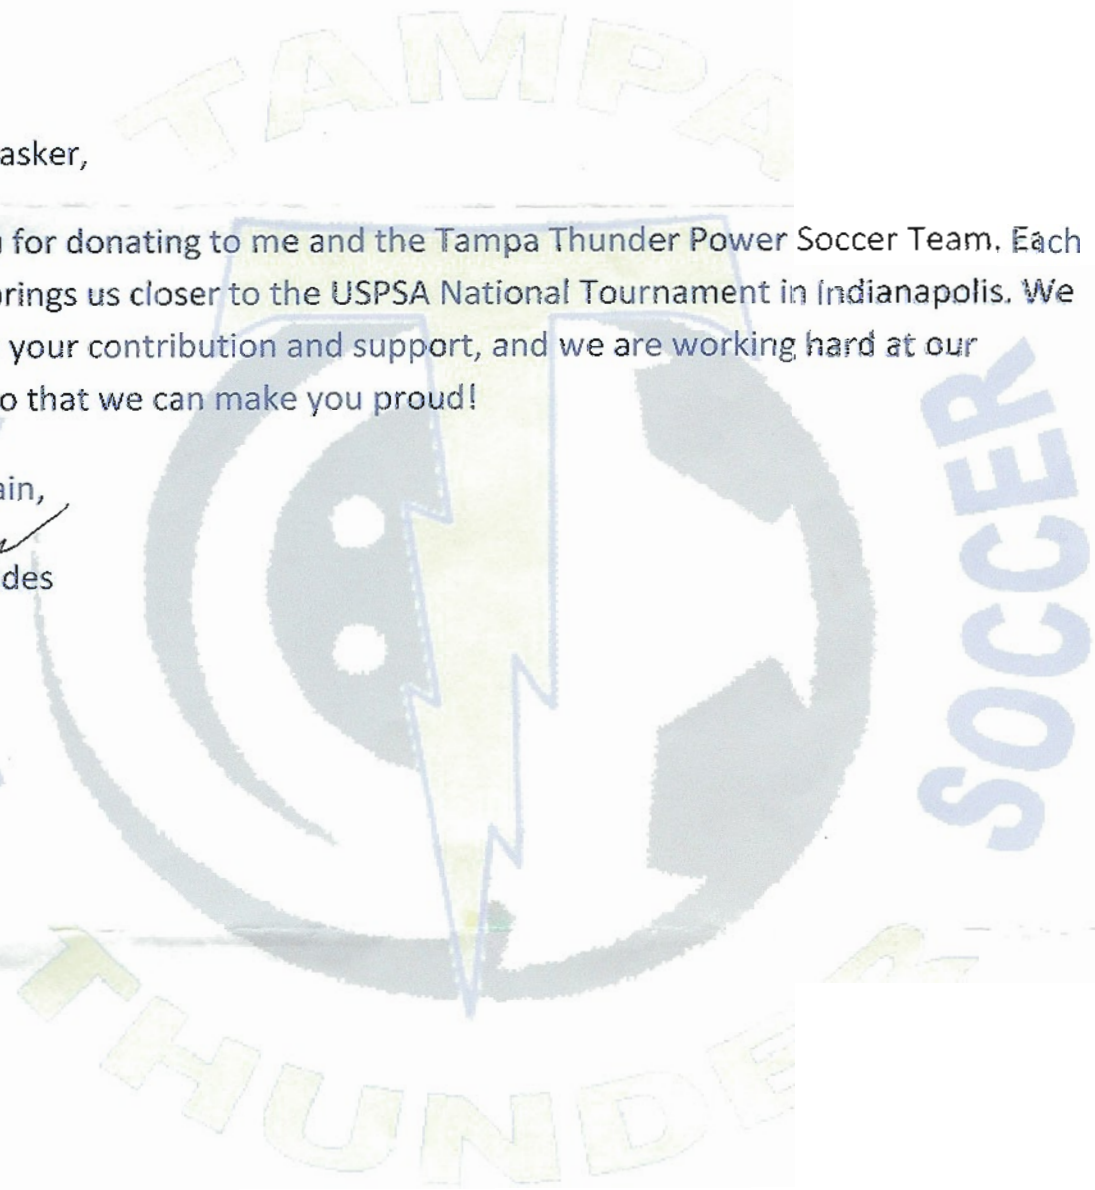 TAMPA
asker,
for donating to me and the Tampa Thunder Power Soccer Team. Each
brings us closer to the USPSA National Tournament in Indianapolis. We
your contribution and support, and we are working hard at our
o that we can make you proud!
ain,
des
SOCCER
THUNDER